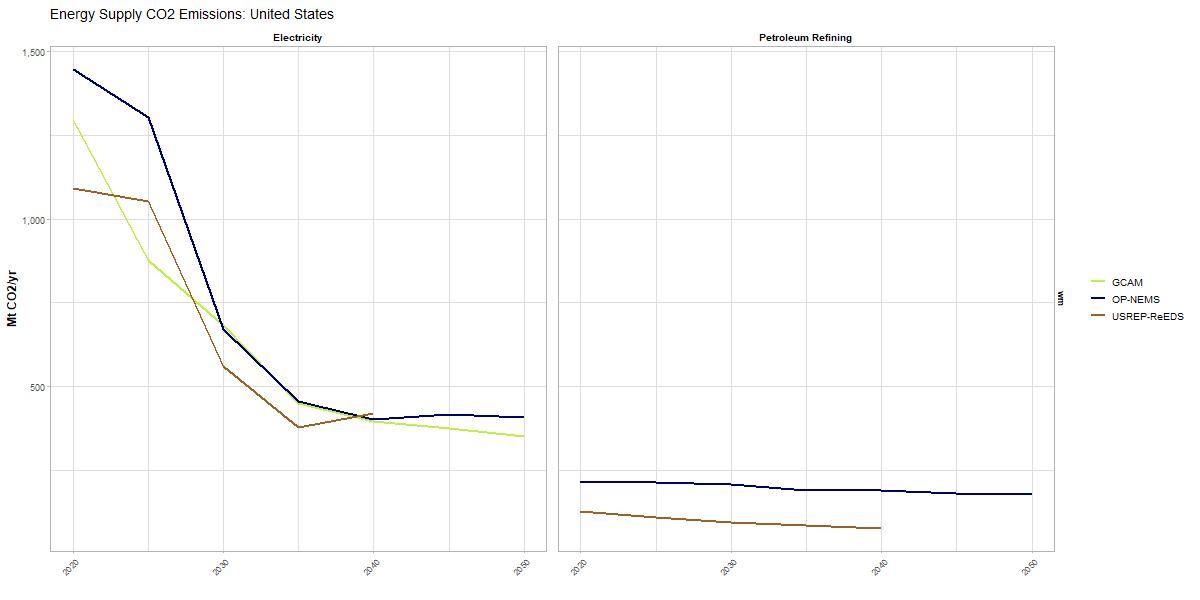 Energy Supply CO2 Emissions: United States
Electricity
Petroleum Refining
1,500
1,000
500
Mt CO2/yr
wm
GCAM
OP-NEMS
USREP-ReEDS
2020
2030
2040
2050
2020
2030
2040
2050